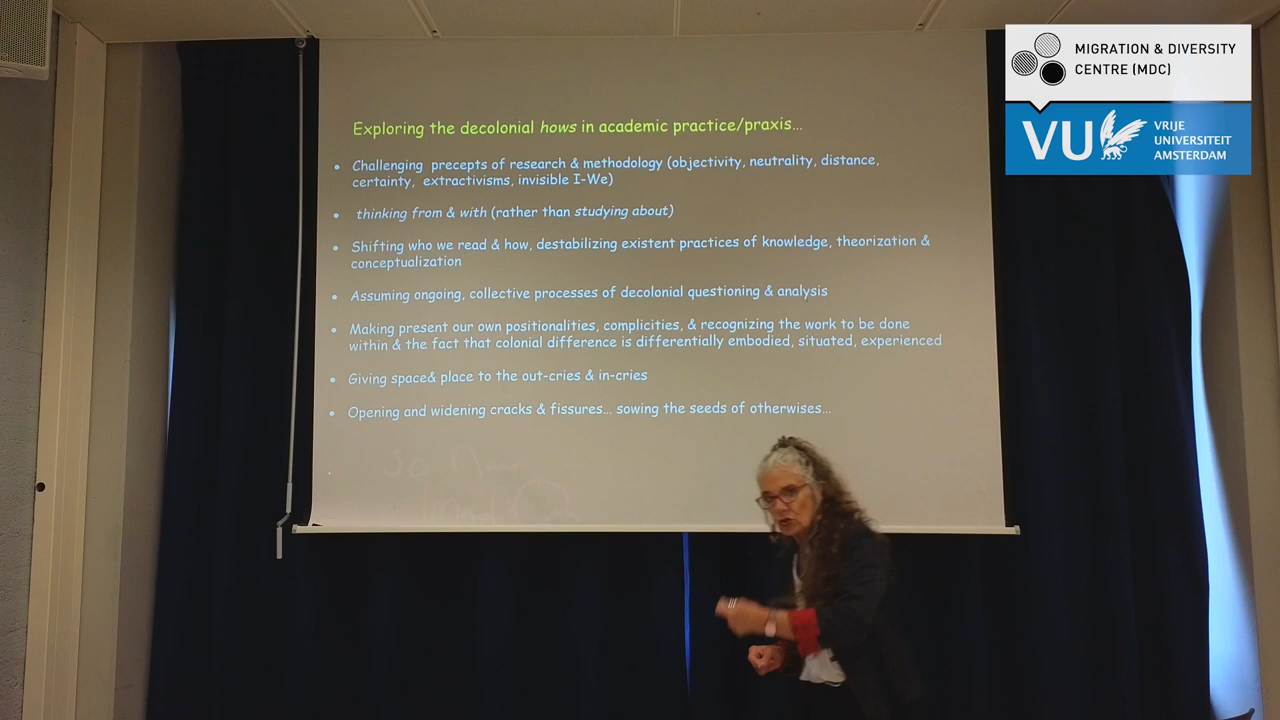 MIGRATION & DIVERSITY
CENTRE (MDC)
VU
VRIJE
UNIVERSITEIT
AMSTERDAM
Exploring the decolonial hows in academic practice/praxis...
• Challenging precepts of research & methodology (objectivity, neutrality, distance,
certainty, extractivisms, invisible I-We)
• thinking from & with (rather than studying about)
• Shifting who we read & how, destabilizing existent practices of knowledge, theorization &
conceptualization
• Assuming ongoing, collective processes of decolonial questioning & analysis
• Making present our own positionalities, complicities, & recognizing the work to be done
within & the fact that colonial difference is differentially embodied, situated, experienced
• Giving space& place to the out-cries & in-cries
• Opening and widening cracks & fissures... sowing the seeds of otherwises...